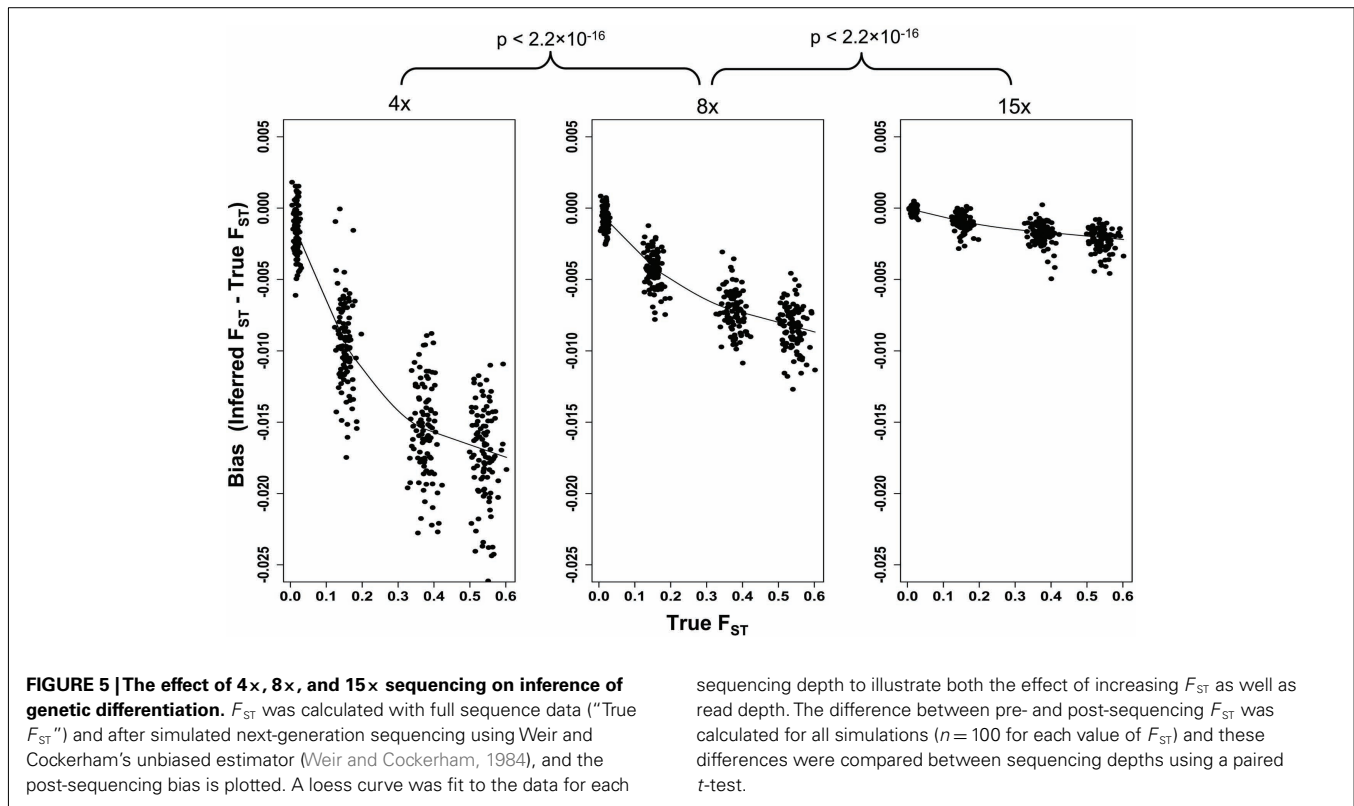 p < 2.2×10-16
p < 2.2×10-16
4x
8x
15x
Bias (Inferred FST - True FST)
0.005
0.000
-0.005
-0.010
-0.015
-0.020
-0.025
0.005
0.000
-0.005
-0.010
-0.015
-0.020
-0.025
0.005
0.000
-0.005
-0.010
-0.015
-0.020
-0.025
0.0 0.1 0.2 0.3 0.4 0.5 0.6
0.0 0.1 0.2 0.3 0.4 0.5 0.6
0.0 0.1 0.2 0.3 0.4 0.5 0.6
True FST
FIGURE 5 | The effect of 4×, 8×, and 15× sequencing on inference of
genetic differentiation. FST was calculated with full sequence data ("True
FST") and after simulated next-generation sequencing using Weir and
Cockerham's unbiased estimator (Weir and Cockerham, 1984), and the
post-sequencing bias is plotted. A loess curve was fit to the data for each
sequencing depth to illustrate both the effect of increasing FST as well as
read depth. The difference between pre- and post-sequencing FST was
calculated for all simulations (n = 100 for each value of FST) and these
differences were compared between sequencing depths using a paired
t-test.